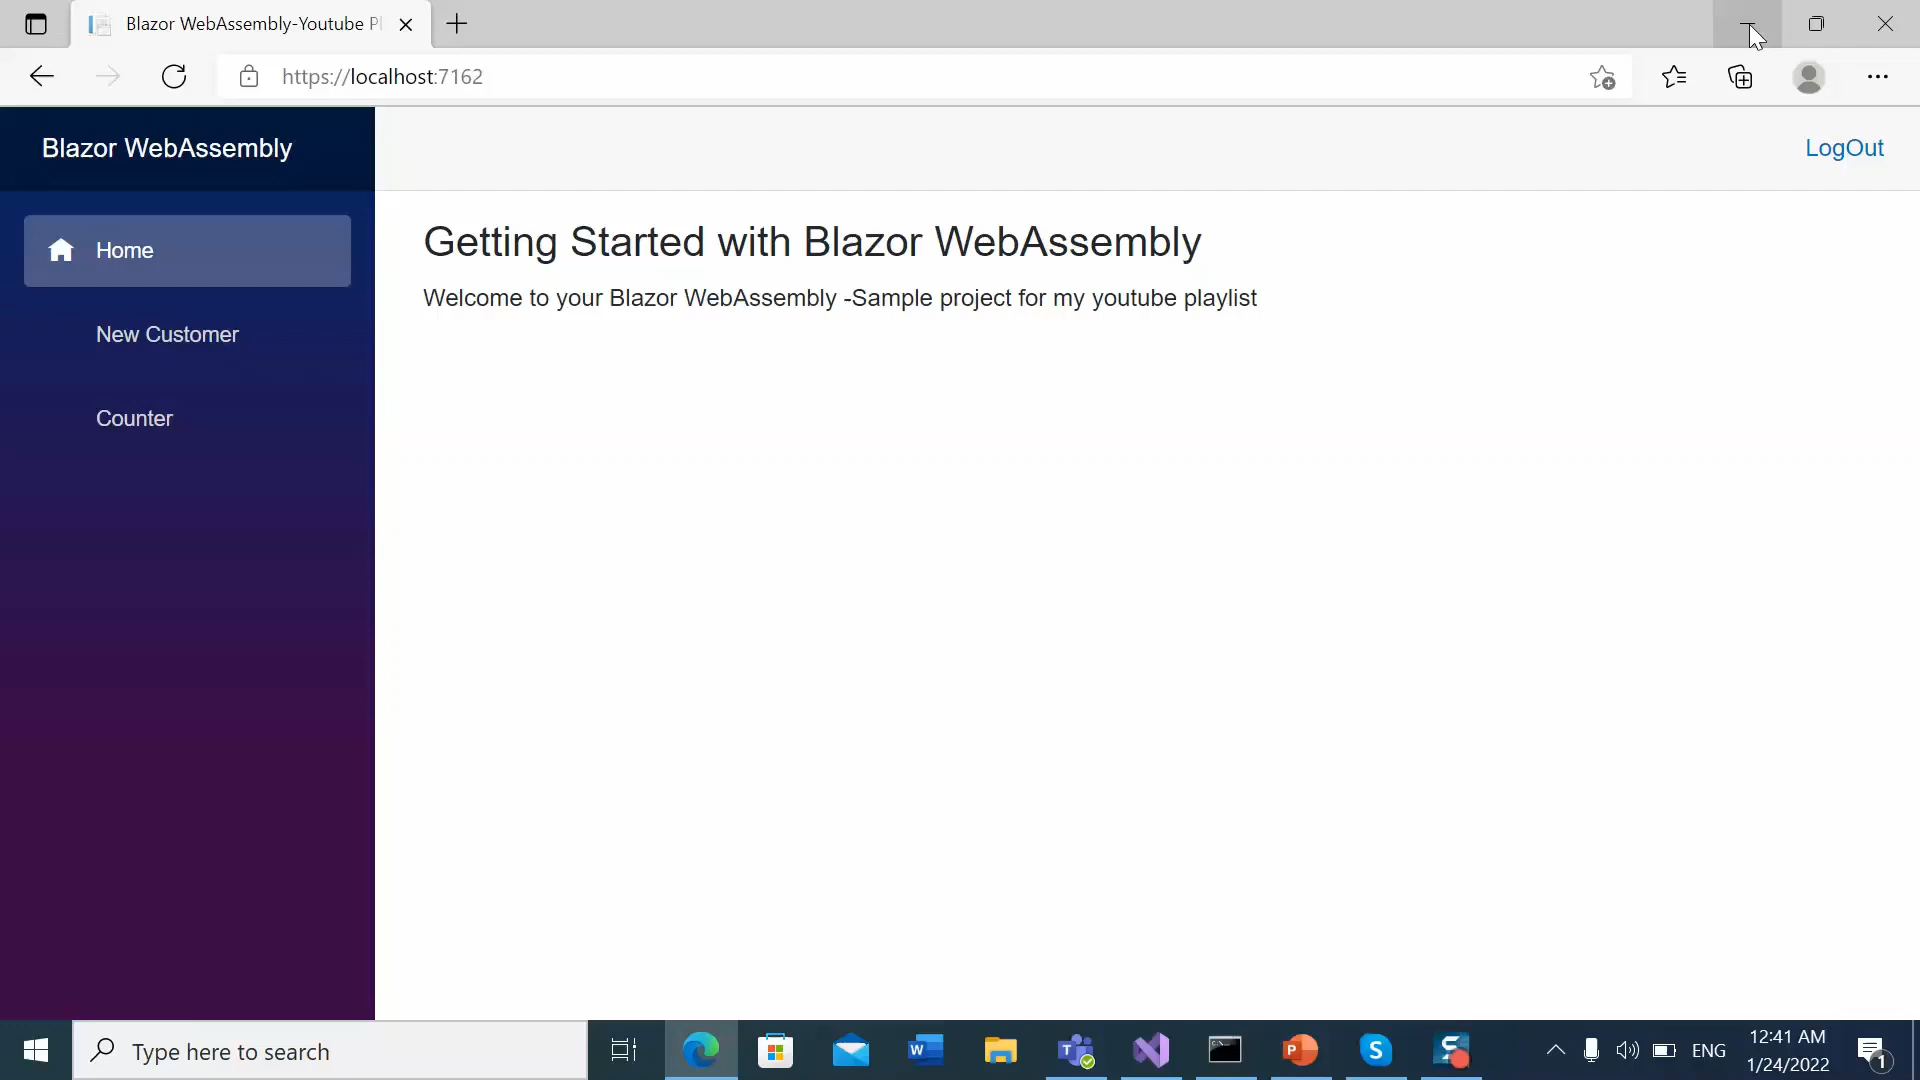 Blazor WebAssembly-Youtube Pl
https://localhost:7162
Blazor WebAssembly
LogOut
Home
New Customer
Counter
Getting Started with Blazor WebAssembly
Welcome to your Blazor WebAssembly -Sample project for my youtube playlist
Type here to search
ENG
12:41 AM
1/24/2022
1